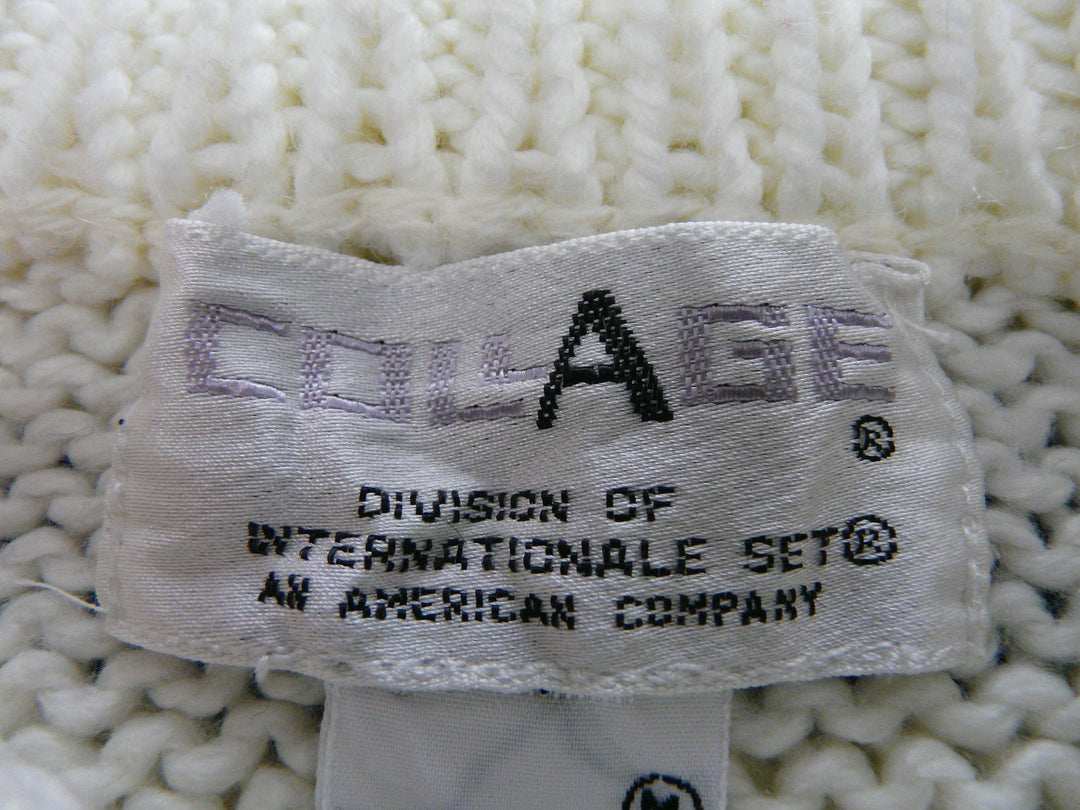 COLLAGE
®
DIVISION OF
INTERNATIONALE SET®
AN AMERICAN COMPANY
M